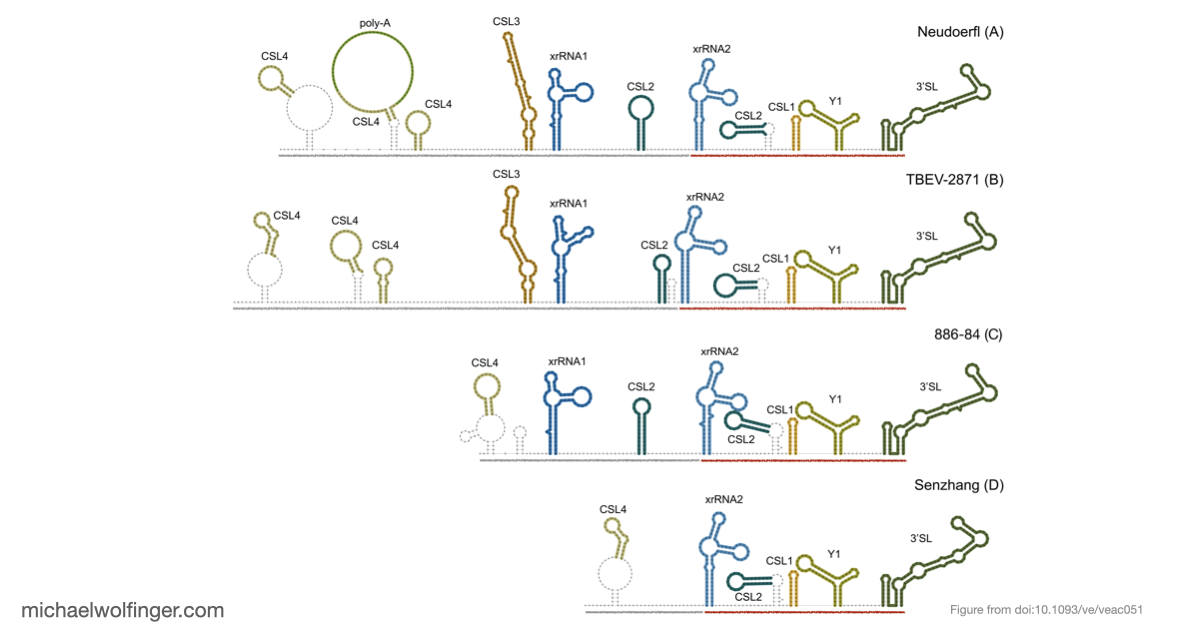 Neudoerfl (A)
poly-A
CSL3
CSL4
xrRNA1
xrRNA2
CSL4
CSL4
CSL2
CSL2
CSL1
Y1
3'SL
TBEV-2871 (B)
CSL3
CSL4
CSL4
CSL4
xrRNA1
CSL2
xrRNA2
CSL2
CSL1
Y1
3'SL
886-84 (C)
CSL4
xrRNA1
CSL2
xrRNA2
CSL2
CSL1
Y1
3'SL
Senzhang (D)
CSL4
xrRNA2
CSL2
CSL1
Y1
3'SL
michaelwolfinger.com
Figure from doi:10.1093/ve/veac051